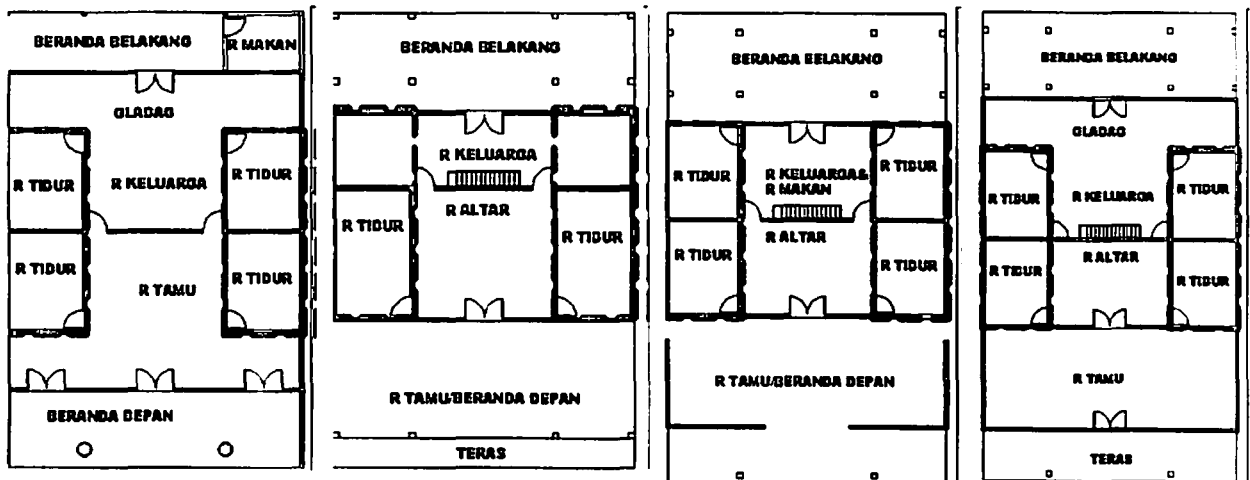 BERANDA BELAKANG
R MAKAN
GLADAG
R TIDUR
R KELUARGA
R TIDUR
R TIDUR
R TAMU
R TIDUR
BERANDA DEPAN
BERANDA BELAKANG
R KELUARGA
R ALTAR
R TIDUR
R TIDUR
R TAMU/BERANDA DEPAN
TERAS
BERANDA BELAKANG
R TIDUR
R KELUARGA&
R MAKAN
R TIDUR
R ALTAR
R TIDUR
R TIDUR
R TAMU/BERANDA DEPAN
BERANDA BELAKANG
GLADAG
R TIDUR
R KELUARGA
R TIDUR
R ALTAR
R TIDUR
R TIDUR
R TAMU
TERAS